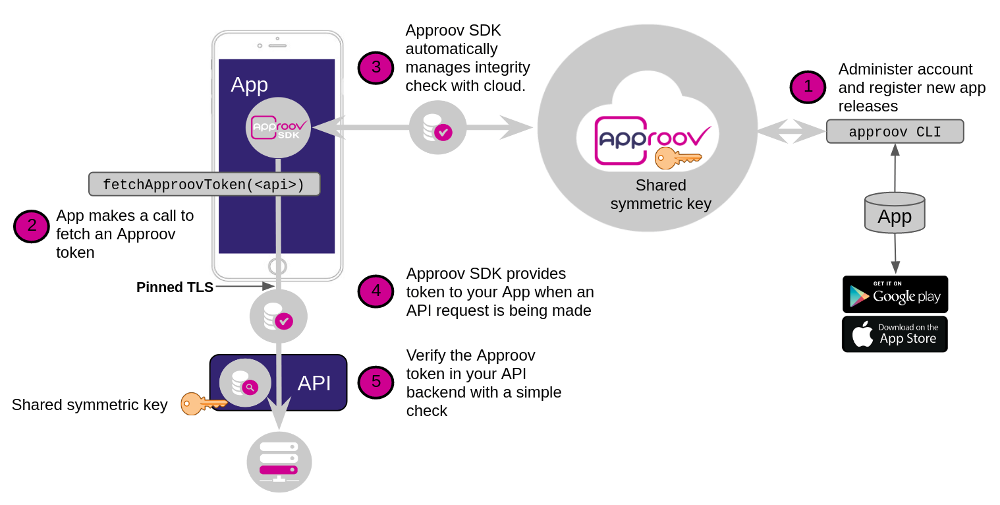 App
Approov
SDK
fetchApproovToken(<api>)
2
App makes a call to
fetch an Approov
token
Pinned TLS
3
Approov SDK
automatically
manages integrity
check with cloud.
Approov
Shared
symmetric key
1
Administer account
and register new app
releases
approov CLI
App
GET IT ON
Google play
Download on the
App Store
4
Approov SDK provides
token to your App when an
API request is being made
5
Verify the Approov
token in your API
backend with a simple
check
API
Shared symmetric key